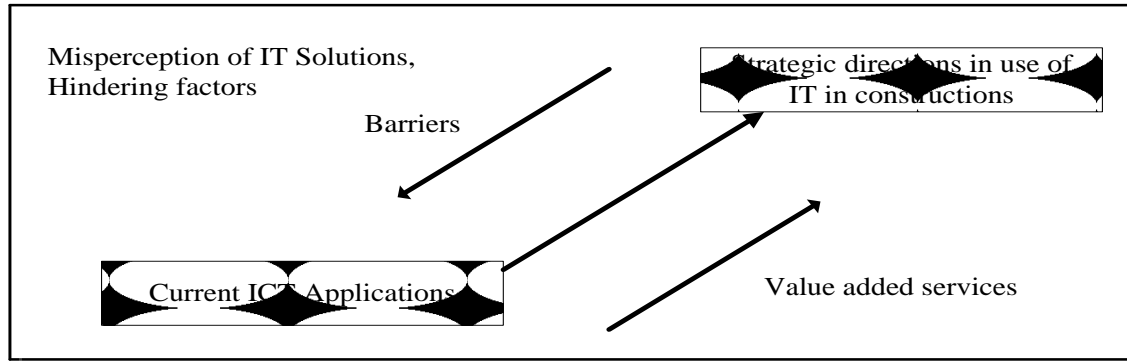 Misperception of IT Solutions,
Hindering factors
Strategic directions in use of
IT in constructions
Barriers
Current ICT Applications
Value added services